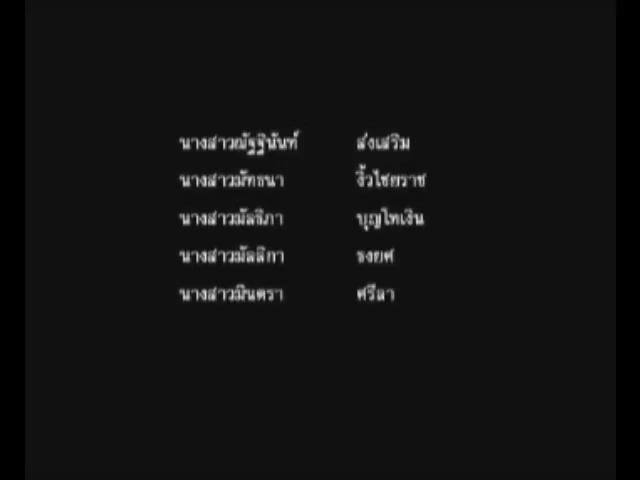 นางสาวณัฐฐินันท์ ส่งเสริม
นางสาวมัทธนา งิ้วไชยราช
นางสาวมัลธิภา บุญโทเงิน
นางสาวมัลลิกา ธงยศ
นางสาวมินตรา ศรีลา